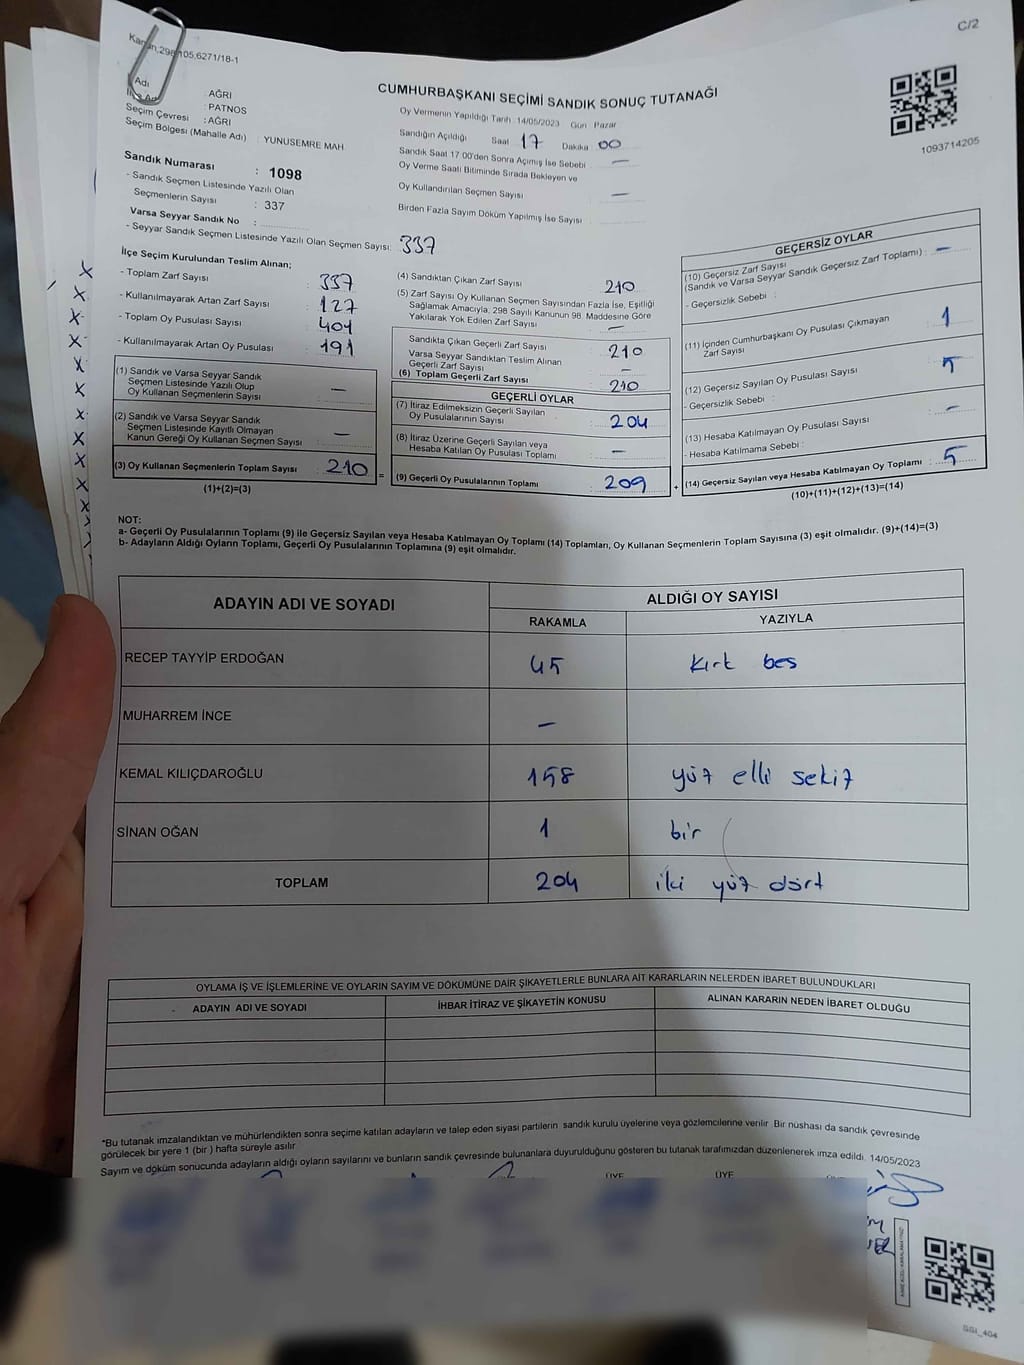 C/2
Kanun;298,105,6271/18-1
CUMHURBAŞKANI SEÇİMİ SANDIK SONUÇ TUTANAĞI
Adı : AĞRI
: PATNOS
Seçim Çevresi : AĞRI
Seçim Bölgesi (Mahalle Adı) : YUNUSEMRE MAH
Sandık Numarası : 1098
- Sandık Seçmen Listesinde Yazılı Olan
Seçmenlerin Sayısı : 337
Varsa Seyyar Sandık No :
- Seyyar Sandık Seçmen Listesinde Yazılı Olan Seçmen Sayısı: 337
Oy Vermenin Yapıldığı Tarih : 14/05/2023 Gün Pazar
Sandığın Açıldığı Saat 17 Dakika 00
Sandık Saat 17.00'den Sonra Açılmış İse Sebebi —
Oy Verme Saati Bitiminde Sırada Bekleyen ve
Oy Kullandırılan Seçmen Sayısı —
Birden Fazla Sayım Döküm Yapılmış İse Sayısı
1093714205
İlçe Seçim Kurulundan Teslim Alınan;
- Toplam Zarf Sayısı : 337
- Kullanılmayarak Artan Zarf Sayısı : 127
- Toplam Oy Pusulası Sayısı : 401
- Kullanılmayarak Artan Oy Pusulası : 191
(1) Sandık ve Varsa Seyyar Sandık
Seçmen Listesinde Yazılı Olup
Oy Kullanan Seçmenlerin Sayısı : —
(2) Sandık ve Varsa Seyyar Sandık
Seçmen Listesinde Kayıtlı Olmayan
Kanun Gereği Oy Kullanan Seçmen Sayısı : —
(3) Oy Kullanan Seçmenlerin Toplam Sayısı : 210
(1)+(2)=(3)
=
(4) Sandıktan Çıkan Zarf Sayısı 210
(5) Zarf Sayısı Oy Kullanan Seçmen Sayısından Fazla İse, Eşitliği
Sağlamak Amacıyla, 298 Sayılı Kanunun 98. Maddesine Göre
Yakılarak Yok Edilen Zarf Sayısı : —
Sandıkta Çıkan Geçerli Zarf Sayısı : 210
Varsa Seyyar Sandıktan Teslim Alınan
Geçerli Zarf Sayısı : —
(6) Toplam Geçerli Zarf Sayısı : 210
GEÇERLİ OYLAR
(7) İtiraz Edilmeksizin Geçerli Sayılan
Oy Pusulalarının Sayısı : 204
(8) İtiraz Üzerine Geçerli Sayılan veya
Hesaba Katılan Oy Pusulası Toplamı : —
(9) Geçerli Oy Pusulalarının Toplamı : 209
+
GEÇERSİZ OYLAR
(10) Geçersiz Zarf Sayısı
(Sandık ve Varsa Seyyar Sandık Geçersiz Zarf Toplamı) : —
- Geçersizlik Sebebi :
(11) İçinden Cumhurbaşkanı Oy Pusulası Çıkmayan
Zarf Sayısı : 1
(12) Geçersiz Sayılan Oy Pusulası Sayısı : 5
- Geçersizlik Sebebi :
(13) Hesaba Katılmayan Oy Pusulası Sayısı : —
- Hesaba Katılmama Sebebi :
(14) Geçersiz Sayılan veya Hesaba Katılmayan Oy Toplamı : 5
(10)+(11)+(12)+(13)=(14)
NOT:
a- Geçerli Oy Pusulalarının Toplamı (9) ile Geçersiz Sayılan veya Hesaba Katılmayan Oy Toplamı (14) Toplamları, Oy Kullanan Seçmenlerin Toplam Sayısına (3) eşit olmalıdır. (9)+(14)=(3)
b- Adayların Aldığı Oyların Toplamı, Geçerli Oy Pusulalarının Toplamına (9) eşit olmalıdır.
ADAYIN ADI VE SOYADI ALDIĞI OY SAYISI
RAKAMLA YAZIYLA
RECEP TAYYİP ERDOĞAN 45 kırk bes
MUHARREM İNCE —
KEMAL KILIÇDAROĞLU 158 yüz elli sekiz
SİNAN OĞAN 1 bir
TOPLAM 204 iki yüz dört
OYLAMA İŞ VE İŞLEMLERİNE VE OYLARIN SAYIM VE DÖKÜMÜNE DAİR ŞİKAYETLERLE BUNLARA AİT KARARLARIN NELERDEN İBARET BULUNDUKLARI
ADAYIN ADI VE SOYADI İHBAR İTİRAZ VE ŞİKAYETİN KONUSU ALINAN KARARIN NEDEN İBARET OLDUĞU
*Bu tutanak imzalandıktan ve mühürlendikten sonra seçime katılan adayların ve talep eden siyasi partilerin sandık kurulu üyelerine veya gözlemcilerine verilir. Bir nüshası da sandık çevresinde
görülecek bir yere 1 (bir) hafta süreyle asılır
Sayım ve döküm sonucunda adayların aldığı oyların sayılarını ve bunların sandık çevresinde bulunanlara duyurulduğunu gösteren bu tutanak tarafımızdan düzenlenerek imza edildi. 14/05/2023
ÜYE ÜYE
GGI_404